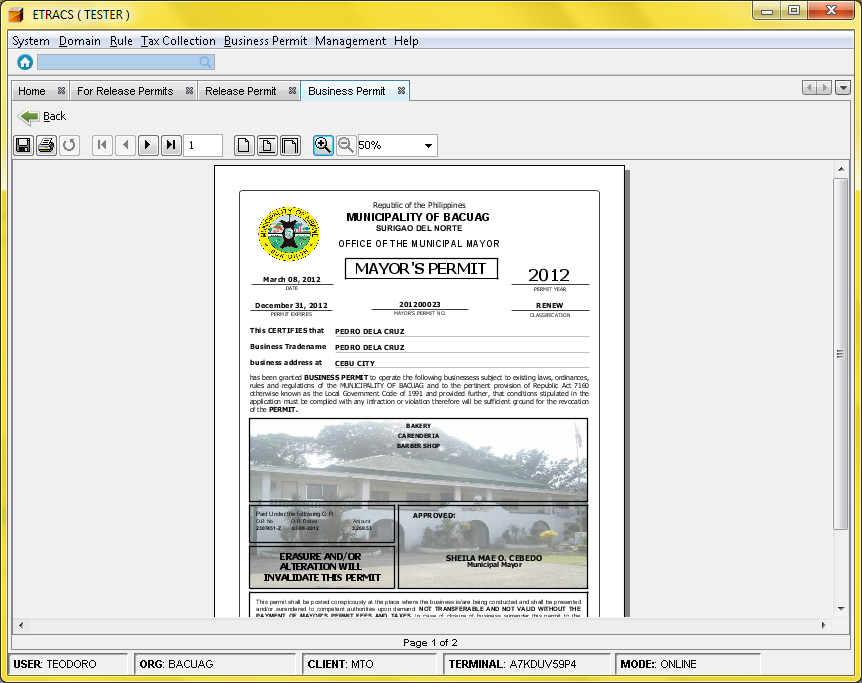 ETRACS ( TESTER )
System Domain Rule Tax Collection Business Permit Management Help
Home For Release Permits Release Permit Business Permit
Back
1 50%
Republic of the Philippines
MUNICIPALITY OF BACUAG
SURIGAO DEL NORTE
OFFICE OF THE MUNICIPAL MAYOR
MAYOR'S PERMIT
March 08, 2012
DATE
2012
PERMIT YEAR
December 31, 2012
PERMIT EXPIRES
201200023
MAYOR'S PERMIT NO.
RENEW
CLASSIFICATION
This CERTIFIES that PEDRO DELA CRUZ
Business Tradename PEDRO DELA CRUZ
business address at CEBU CITY
has been granted BUSINESS PERMIT to operate the following businessess subject to existing laws, ordinances,
rules and regulations of the MUNICIPALITY OF BACUAG and to the pertinent provision of Republic Act 7160
otherwise known as the Local Government Code of 1991 and provided further, that conditions stipulated in the
application must be complied with any infraction or violation therefore will be sufficient ground for the revocation
of the PERMIT.
BAKERY
CARENDERIA
BARBER SHOP
Paid Under the following O.R.
O.R. No O.R. Dates Amount
2307451-Z 03-08-2012 3,269.53
ERASURE AND/OR
ALTERATION WILL
INVALIDATE THIS PERMIT
APPROVED:
SHEILA MAE O. CEBEDO
Municipal Mayor
This permit shall be posted conspicously at the place where the business is/are being conducted and shall be presented
and/or surendered to competent authorities upon demand. NOT TRANSFERABLE AND NOT VALID WITHOUT THE
PAYMENT OF MAYOR'S PERMIT FEES AND TAXES. In case of closure of business surrender this permit to the
Page 1 of 2
USER: TEODORO ORG: BACUAG CLIENT: MTO TERMINAL: A7KDUV59P4 MODE:: ONLINE